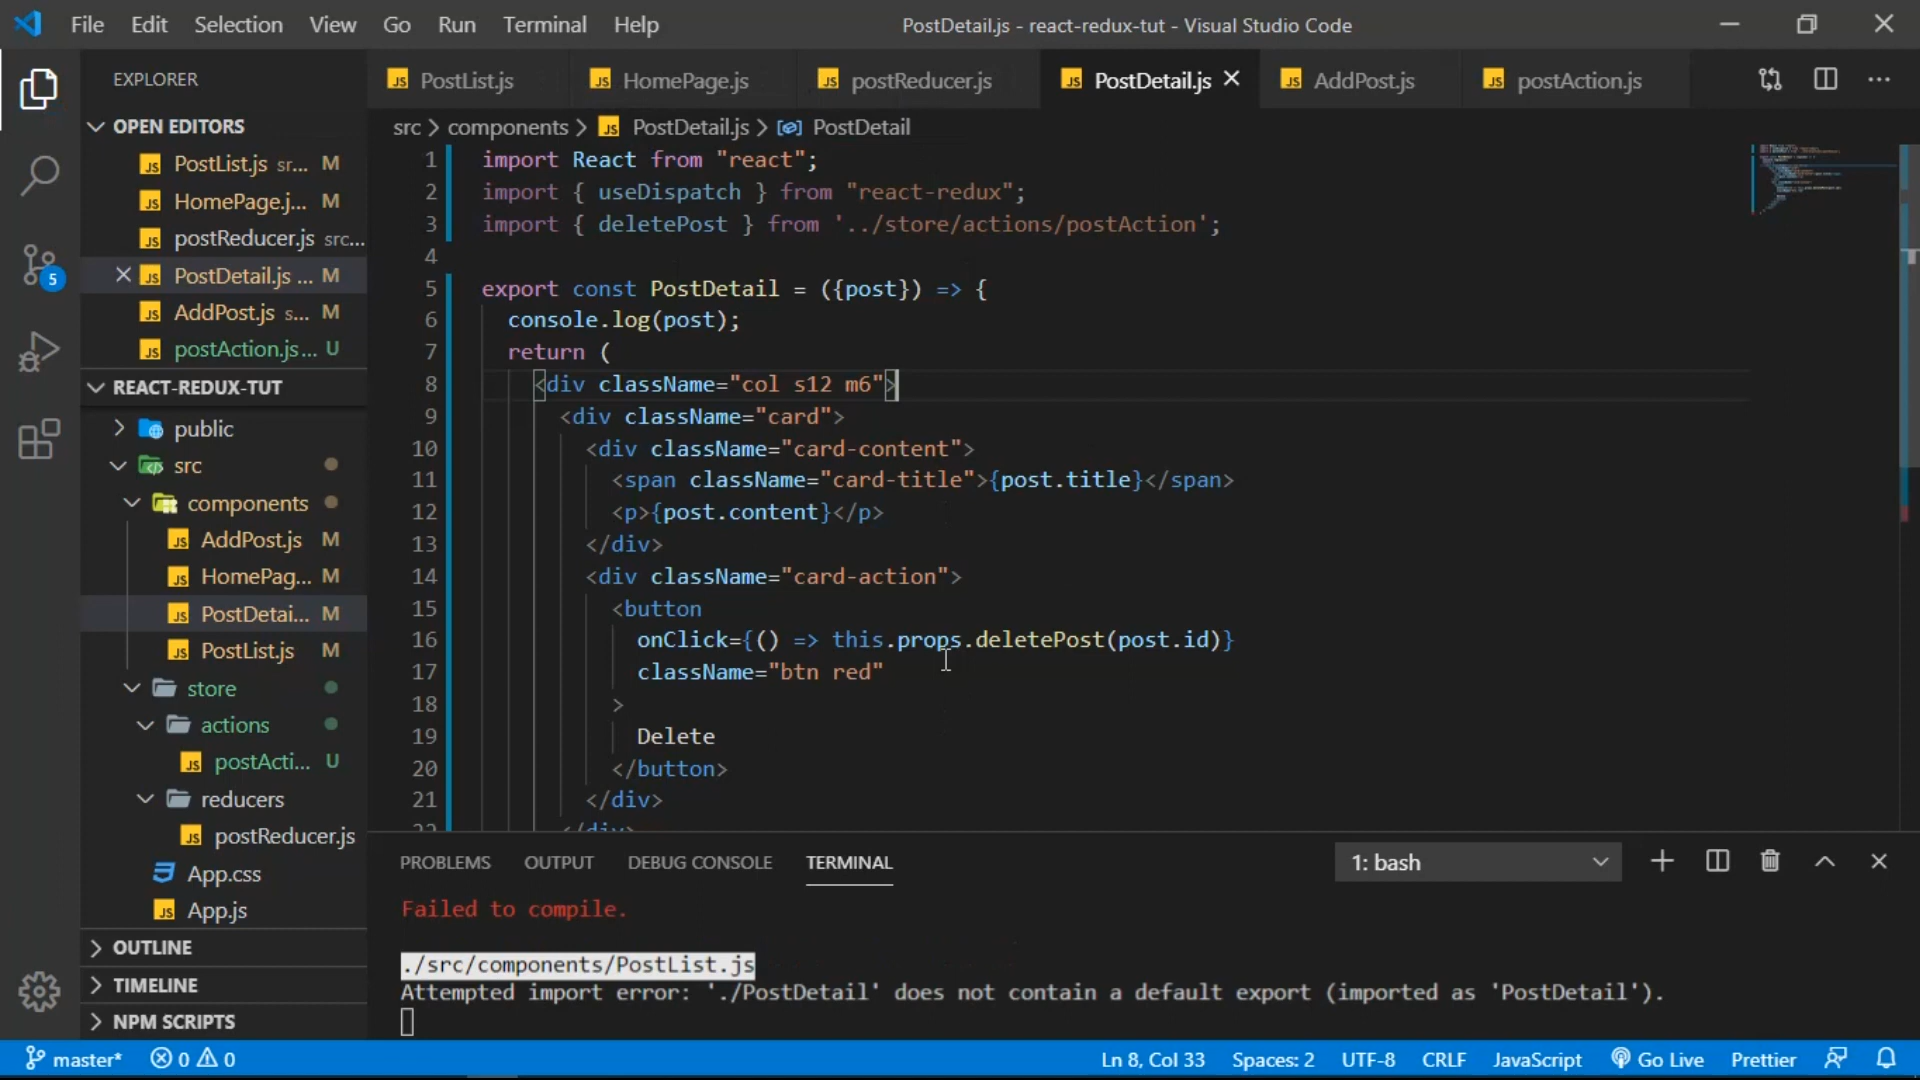 File Edit Selection View Go Run Terminal Help PostDetail.js - react-redux-tut - Visual Studio Code
EXPLORER
OPEN EDITORS
PostList.js sr... M
HomePage.j... M
postReducer.js src...
PostDetail.js ... M
AddPost.js s... M
postAction.js ... U
5
REACT-REDUX-TUT
public
src
components
AddPost.js M
HomePag... M
PostDetai... M
PostList.js M
store
actions
postActi... U
reducers
postReducer.js
App.css
App.js
OUTLINE
TIMELINE
NPM SCRIPTS
JS PostList.js JS HomePage.js JS postReducer.js JS PostDetail.js JS AddPost.js JS postAction.js
src > components > JS PostDetail.js > PostDetail
1 import React from "react";
2 import { useDispatch } from "react-redux";
3 import { deletePost } from '../store/actions/postAction';
4
5 export const PostDetail = ({post}) => {
6 console.log(post);
7 return (
8 <div className="col s12 m6">
9 <div className="card">
10 <div className="card-content">
11 <span className="card-title">{post.title}</span>
12 <p>{post.content}</p>
13 </div>
14 <div className="card-action">
15 <button
16 onClick={() => this.props.deletePost(post.id)}
17 className="btn red"
18 >
19 Delete
20 </button>
21 </div>
22 </div>
PROBLEMS OUTPUT DEBUG CONSOLE TERMINAL 1: bash
Failed to compile.
./src/components/PostList.js
Attempted import error: './PostDetail' does not contain a default export (imported as 'PostDetail').
master* 0 0 Ln 8, Col 33 Spaces: 2 UTF-8 CRLF JavaScript Go Live Prettier